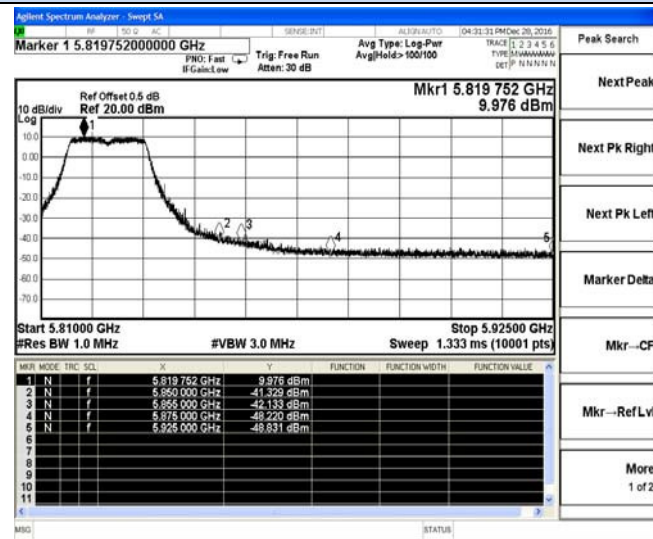 Agilent Spectrum Analyzer - Swept SA
RF 50 Ω AC SENSE:INT ALIGN AUTO 04:31:31 PM Dec 28, 2016
Marker 1 5.819752000000 GHz
PNO: Fast
IFGain:Low
Trig: Free Run
Atten: 30 dB
Avg Type: Log-Pwr
Avg|Hold:> 100/100
TRACE 1 2 3 4 5 6
TYPE
DET P N N N N N
Peak Search
Ref Offset 0.5 dB
10 dB/div Ref 20.00 dBm
Log
Mkr1 5.819 752 GHz
9.976 dBm
10.0
0.00
-10.0
-20.0
-30.0
-40.0
-50.0
-60.0
-70.0
1
2
3
4
5
Start 5.81000 GHz Stop 5.92500 GHz
#Res BW 1.0 MHz #VBW 3.0 MHz Sweep 1.333 ms (10001 pts)
MKR MODE TRC SCL X Y FUNCTION FUNCTION WIDTH FUNCTION VALUE
1 N f 5.819 752 GHz 9.976 dBm
2 N f 5.850 000 GHz -41.329 dBm
3 N f 5.855 000 GHz -42.133 dBm
4 N f 5.875 000 GHz -48.220 dBm
5 N f 5.925 000 GHz -48.831 dBm
6
7
8
9
10
11
Next Peak
Next Pk Right
Next Pk Left
Marker Delta
Mkr→CF
Mkr→Ref Lvl
More
1 of 2
MSG STATUS